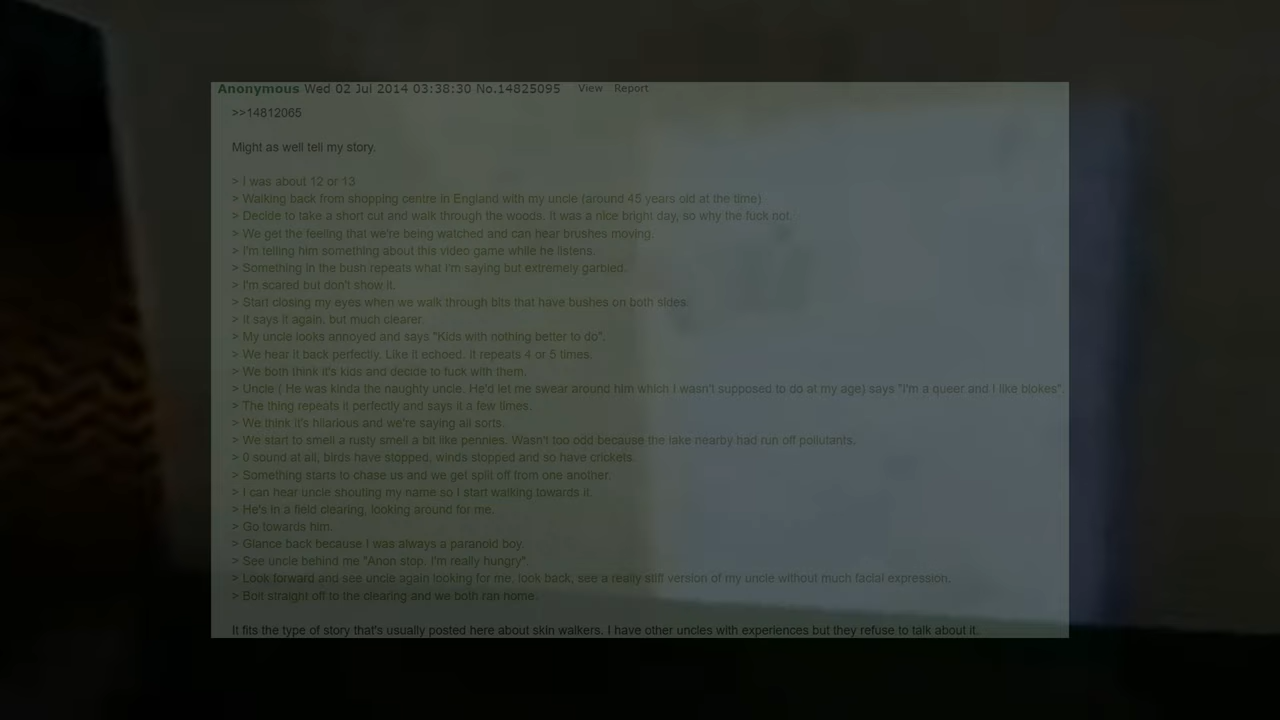 Anonymous Wed 02 Jul 2014 03:38:30 No.14825095 View Report
>>14812065
Might as well tell my story.
> I was about 12 or 13
> Walking back from shopping centre in England with my uncle (around 45 years old at the time)
> Decide to take a short cut and walk through the woods. It was a nice bright day, so why the fuck not.
> We get the feeling that we're being watched and can hear brushes moving.
> I'm telling him something about this video game while he listens.
> Something in the bush repeats what I'm saying but extremely garbled.
> I'm scared but don't show it.
> Start closing my eyes when we walk through bits that have bushes on both sides.
> It says it again, but much clearer.
> My uncle looks annoyed and says "Kids with nothing better to do".
> We hear it back perfectly. Like it echoed. It repeats 4 or 5 times.
> We both think it's kids and decide to fuck with them.
> Uncle ( He was kinda the naughty uncle. He'd let me swear around him which I wasn't supposed to do at my age) says "I'm a queer and I like blokes".
> The thing repeats it perfectly and says it a few times.
> We think it's hilarious and we're saying all sorts.
> We start to smell a rusty smell a bit like pennies. Wasn't too odd because the lake nearby had run off pollutants.
> 0 sound at all, birds have stopped, winds stopped and so have crickets.
> Something starts to chase us and we get split off from one another.
> I can hear uncle shouting my name so I start walking towards it.
> He's in a field clearing, looking around for me.
> Go towards him.
> Glance back because I was always a paranoid boy.
> See uncle behind me "Anon stop. I'm really hungry".
> Look forward and see uncle again looking for me, look back, see a really stiff version of my uncle without much facial expression.
> Bolt straight off to the clearing and we both ran home.
It fits the type of story that's usually posted here about skin walkers. I have other uncles with experiences but they refuse to talk about it.